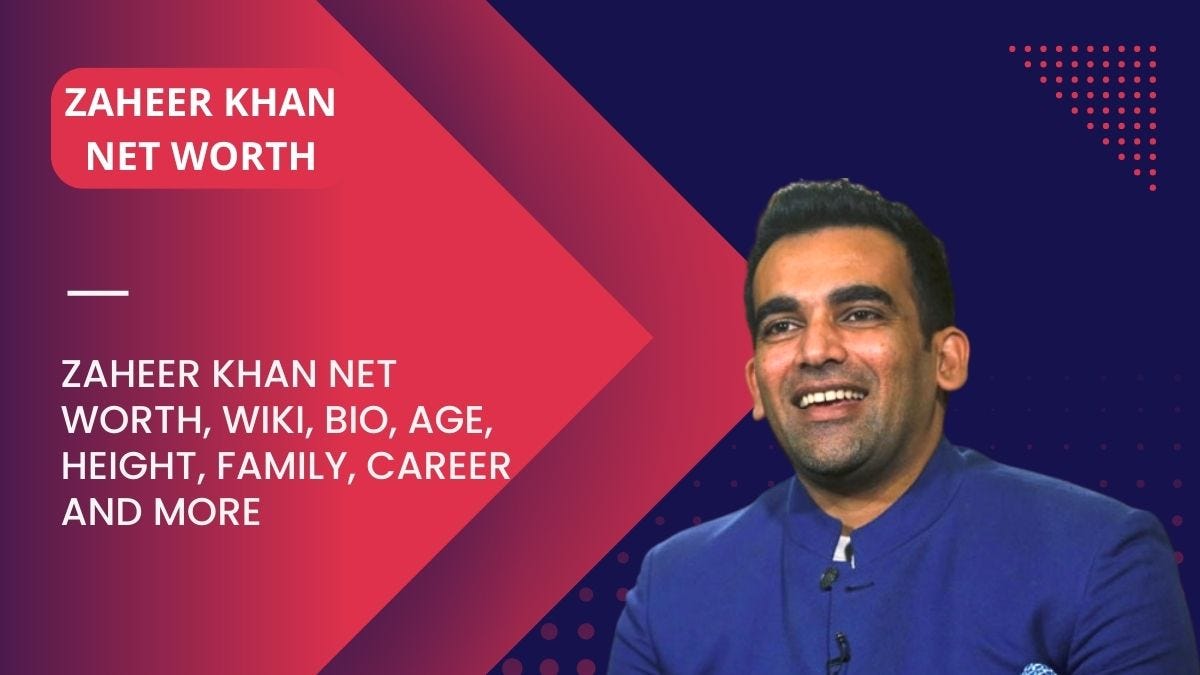 ZAHEER KHAN
NET WORTH
ZAHEER KHAN NET
WORTH, WIKI, BIO, AGE,
HEIGHT, FAMILY, CAREER
AND MORE